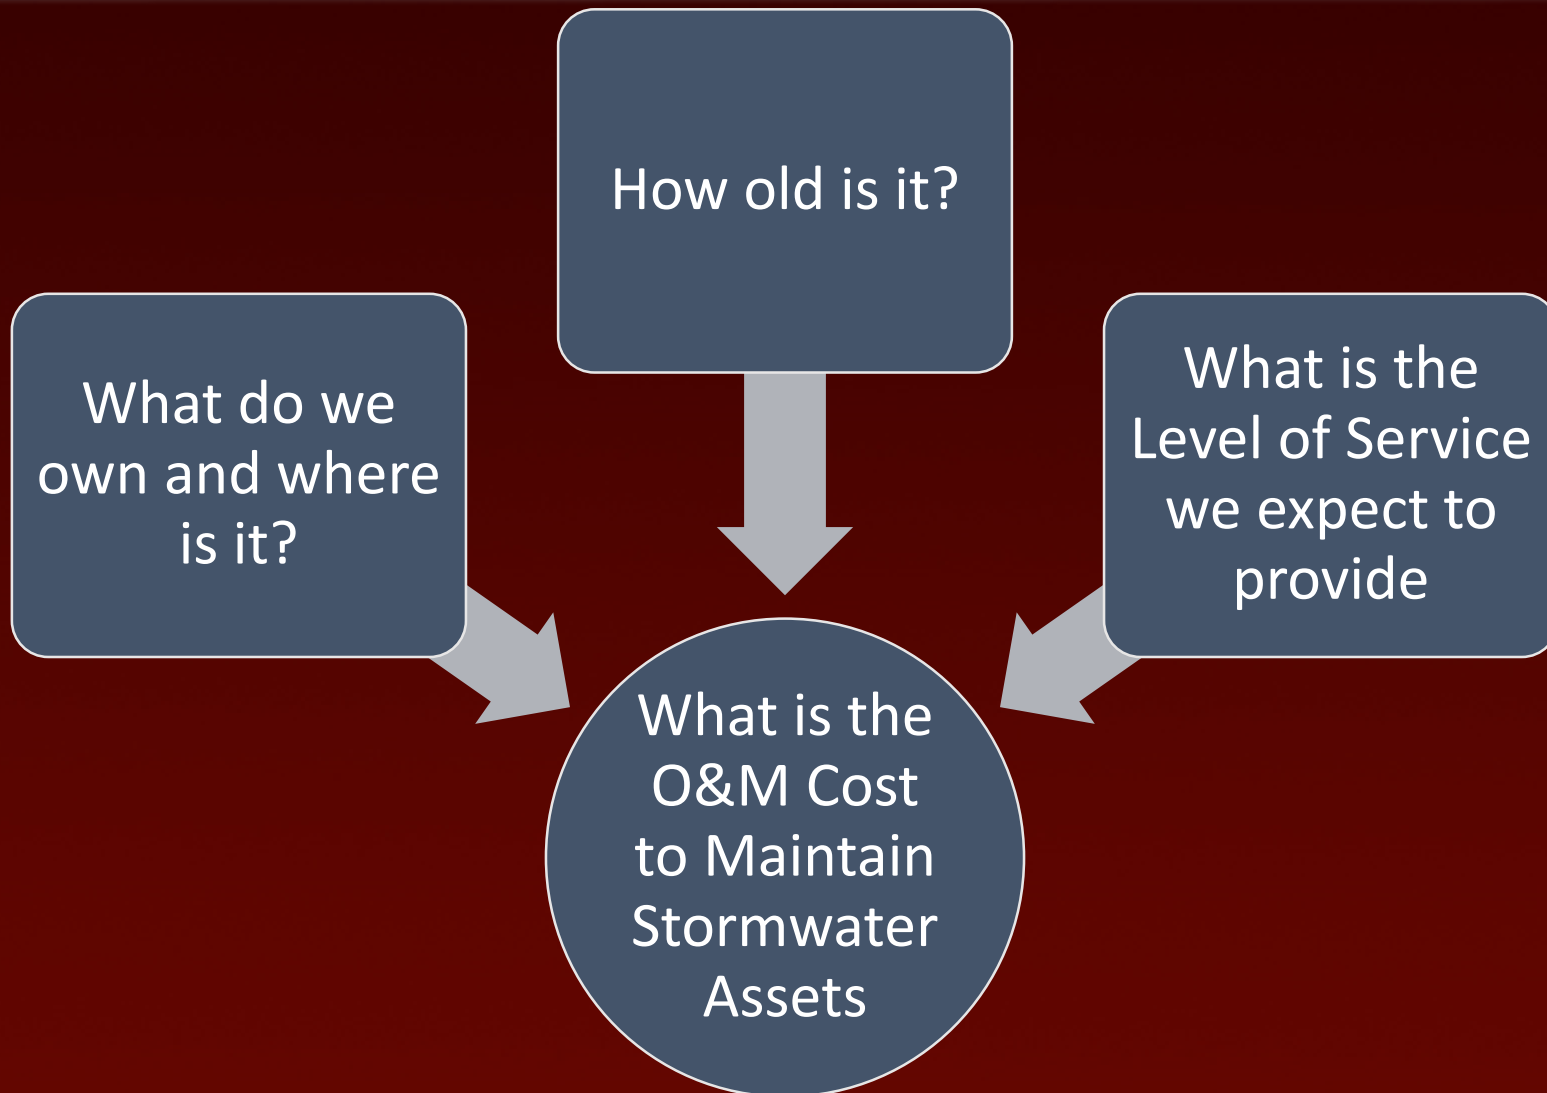 How old is it?
What do we
own and where
is it?
What is the
Level of Service
we expect to
provide
What is the
O&M Cost
to Maintain
Stormwater
Assets